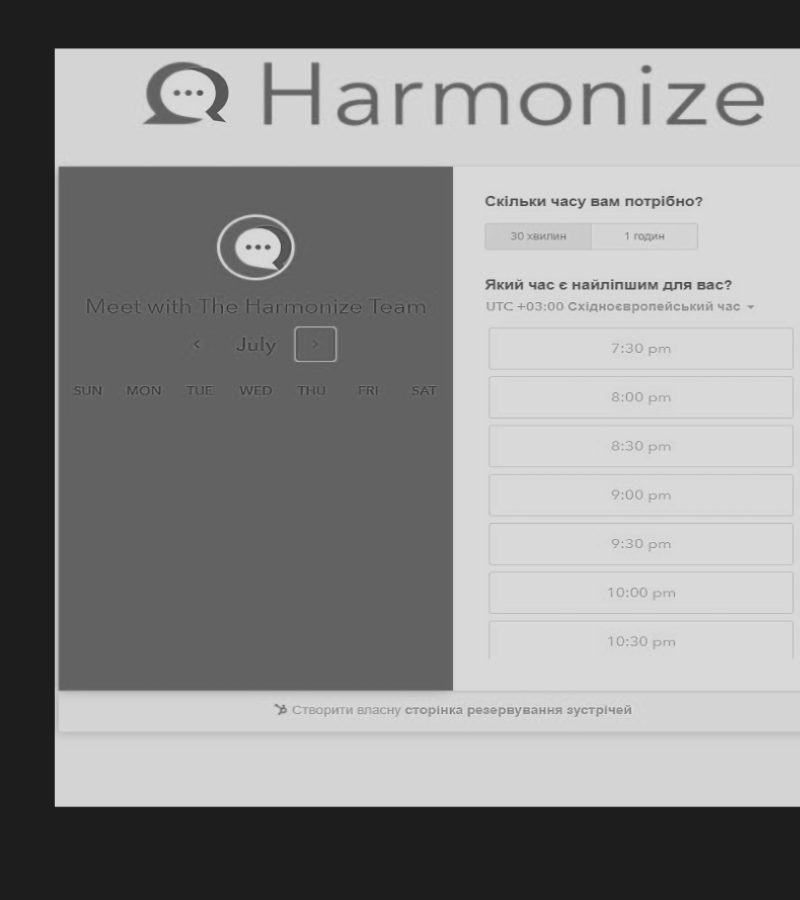 Harmonize
Meet with The Harmonize Team
July
SUN MON TUE WED THU FRI SAT
Скільки часу вам потрібно?
30 хвилин 1 годин
Який час є найліпшим для вас?
UTC +03:00 Східноєвропейський час
7:30 pm
8:00 pm
8:30 pm
9:00 pm
9:30 pm
10:00 pm
10:30 pm
Створити власну сторінка резервування зустрічей